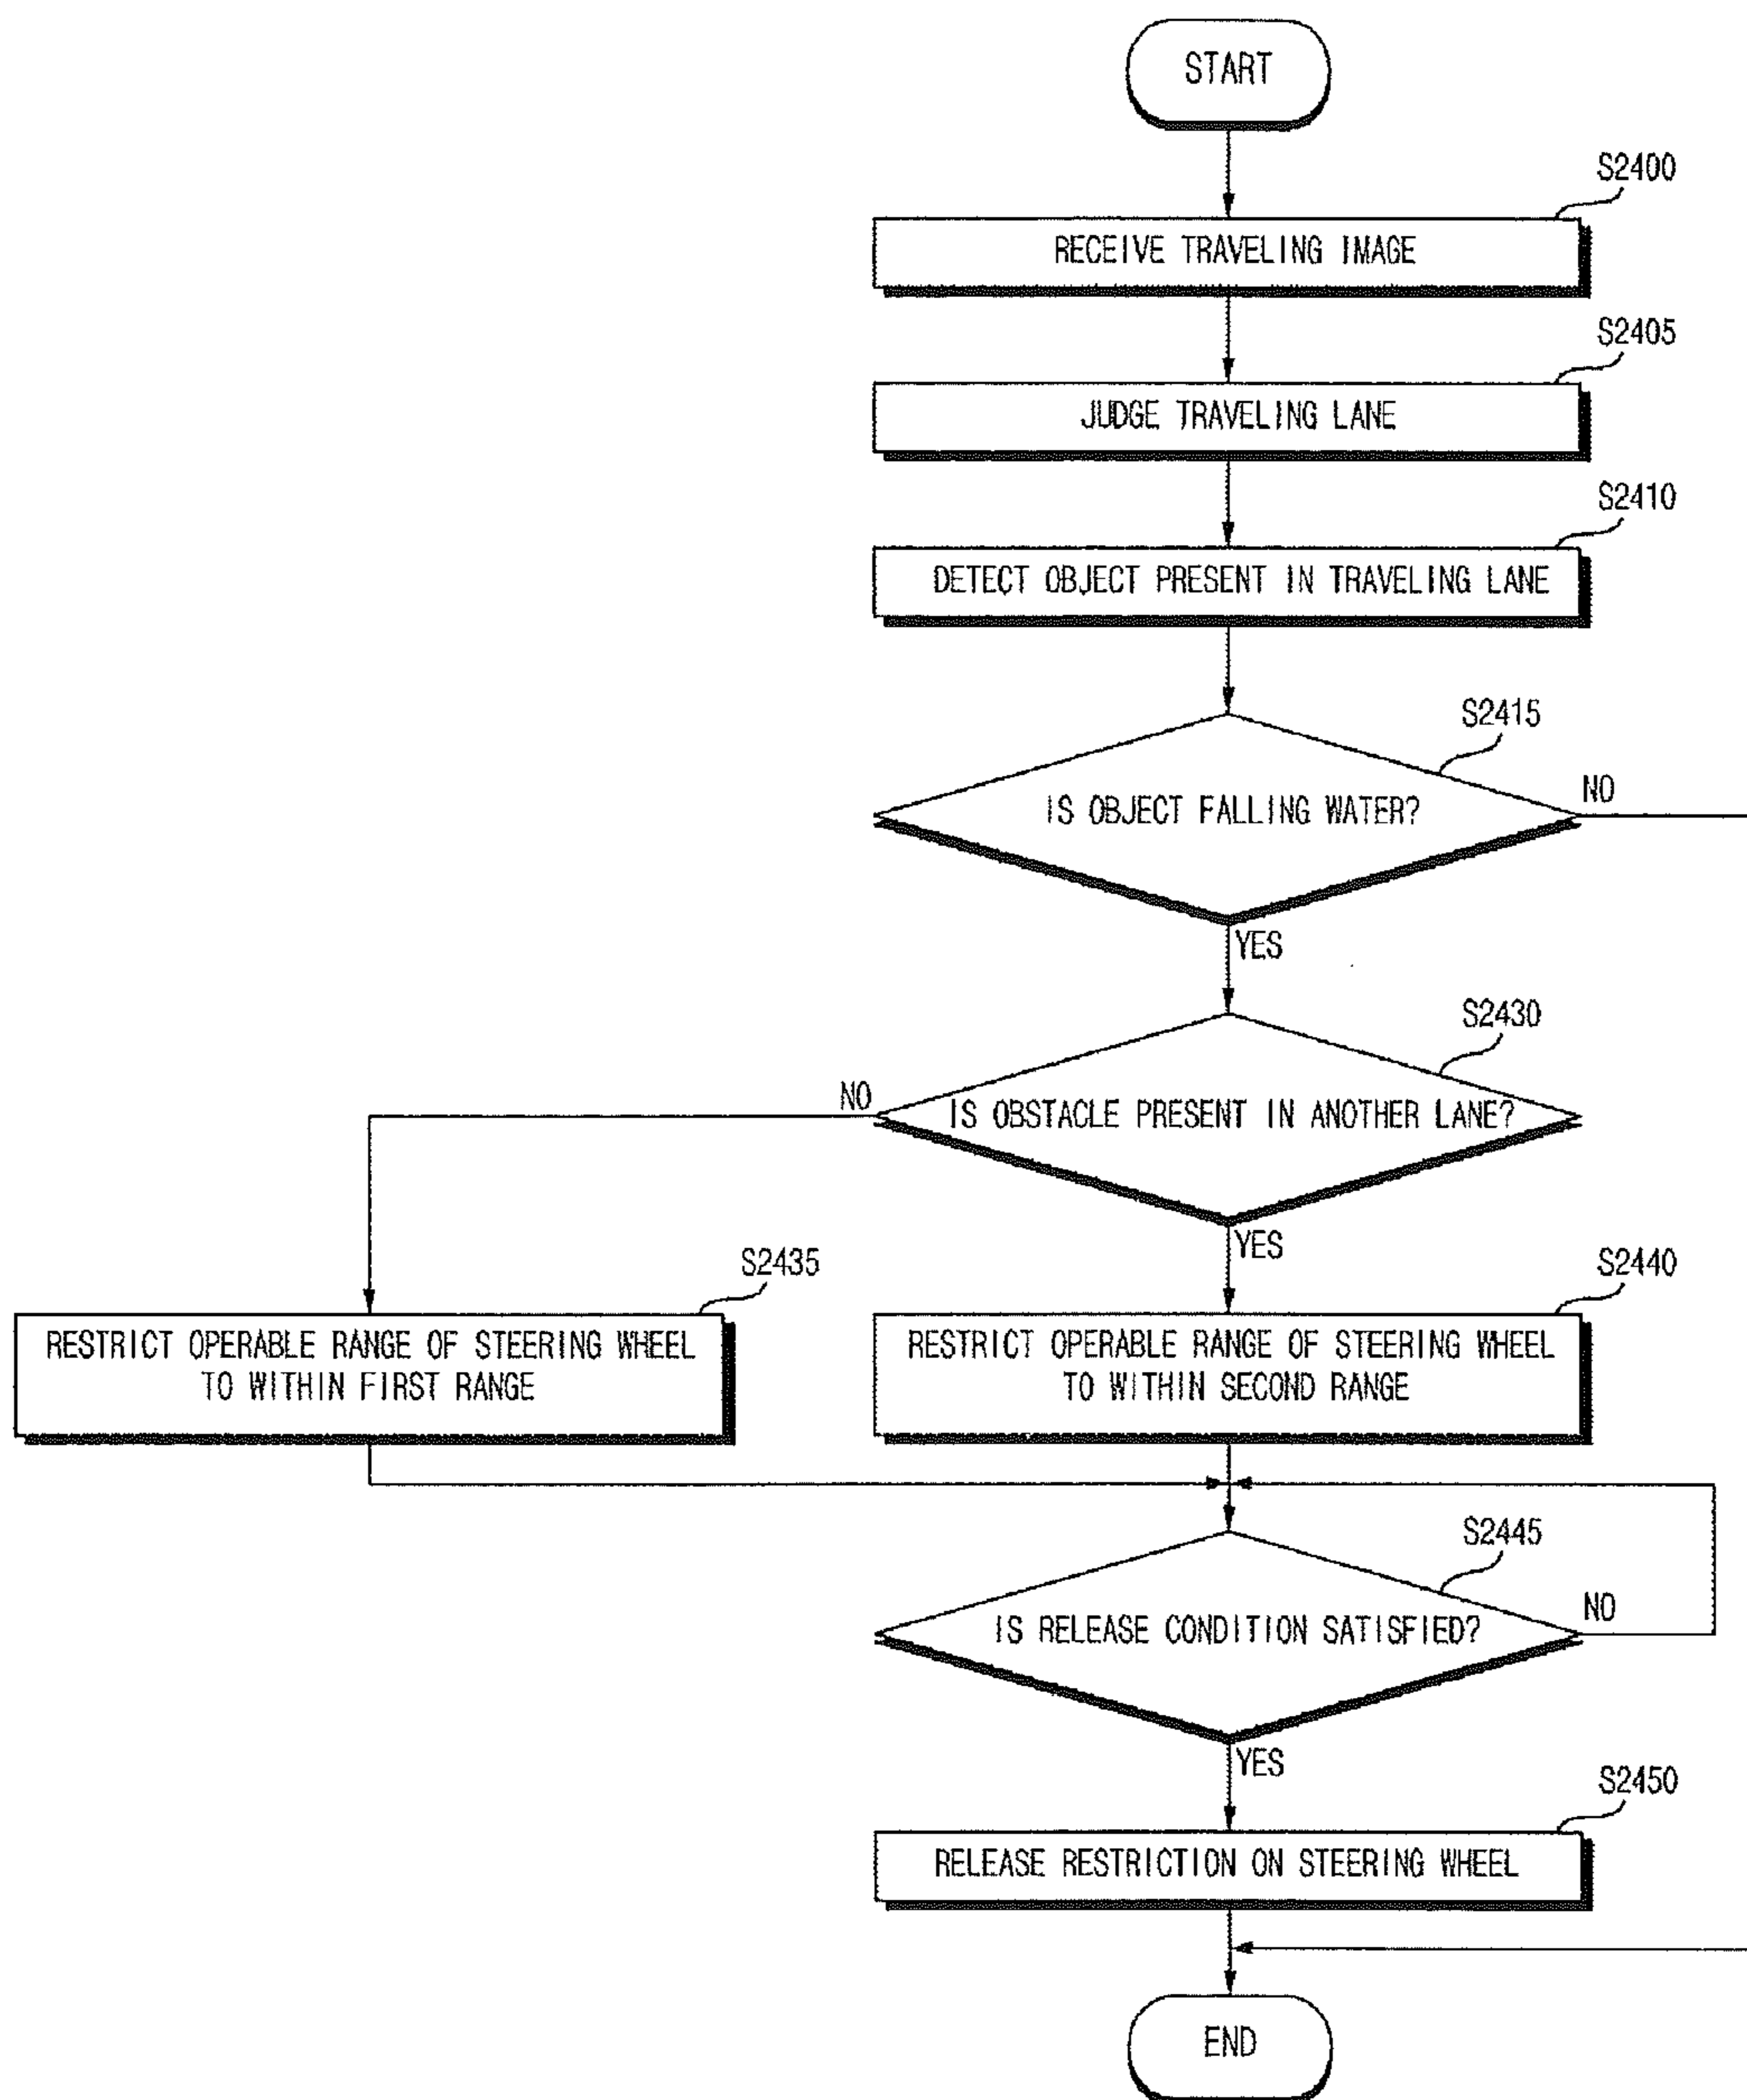 START
S2400
RECEIVE TRAVELING IMAGE
S2405
JUDGE TRAVELING LANE
S2410
DETECT OBJECT PRESENT IN TRAVELING LANE
S2415
IS OBJECT FALLING WATER?
NO
YES
S2430
IS OBSTACLE PRESENT IN ANOTHER LANE?
NO
YES
S2435
RESTRICT OPERABLE RANGE OF STEERING WHEEL
TO WITHIN FIRST RANGE
S2440
RESTRICT OPERABLE RANGE OF STEERING WHEEL
TO WITHIN SECOND RANGE
S2445
IS RELEASE CONDITION SATISFIED?
NO
YES
S2450
RELEASE RESTRICTION ON STEERING WHEEL
END